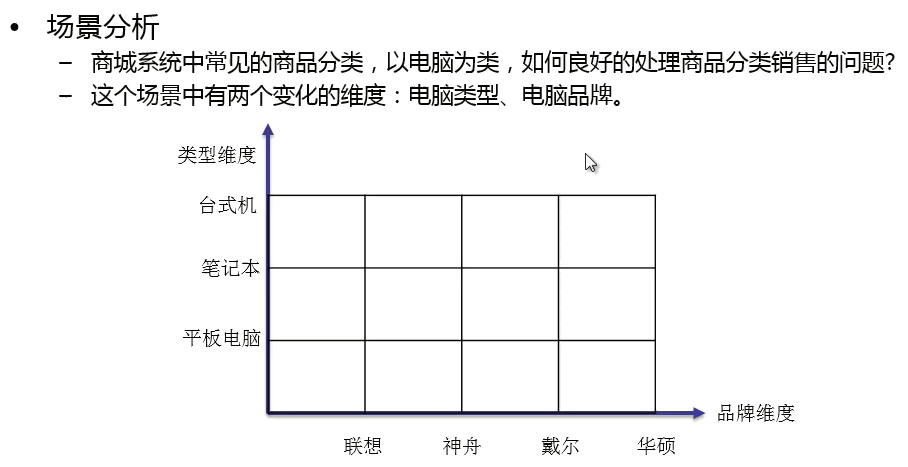 • 场景分析
– 商城系统中常见的商品分类，以电脑为类，如何良好的处理商品分类销售的问题?
– 这个场景中有两个变化的维度：电脑类型、电脑品牌。
类型维度
台式机
笔记本
平板电脑
品牌维度
联想 神舟 戴尔 华硕